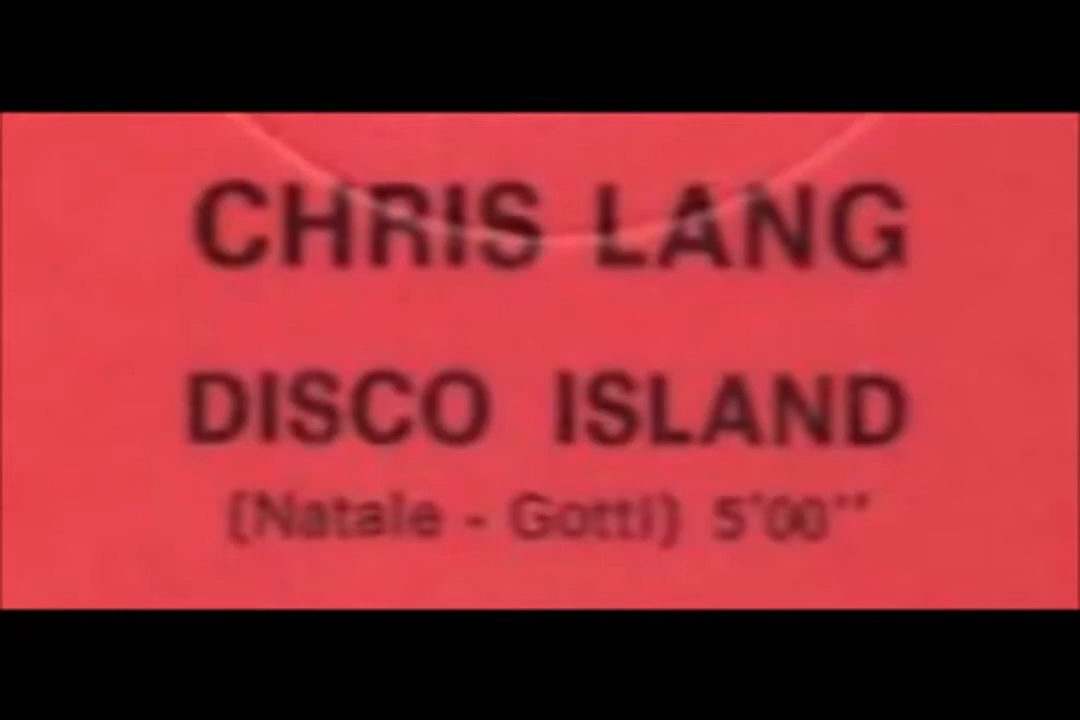 CHRIS LANG
DISCO ISLAND
(Natale - Gotti) 5'00''